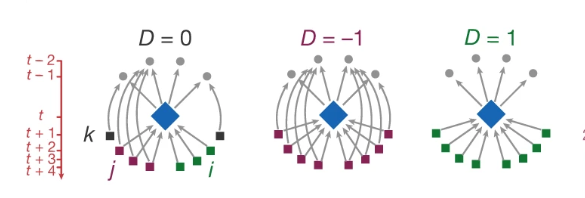 D = 0
D = –1
D = 1
t – 2
t – 1
t
t + 1
t + 2
t + 3
t + 4
k
j
i